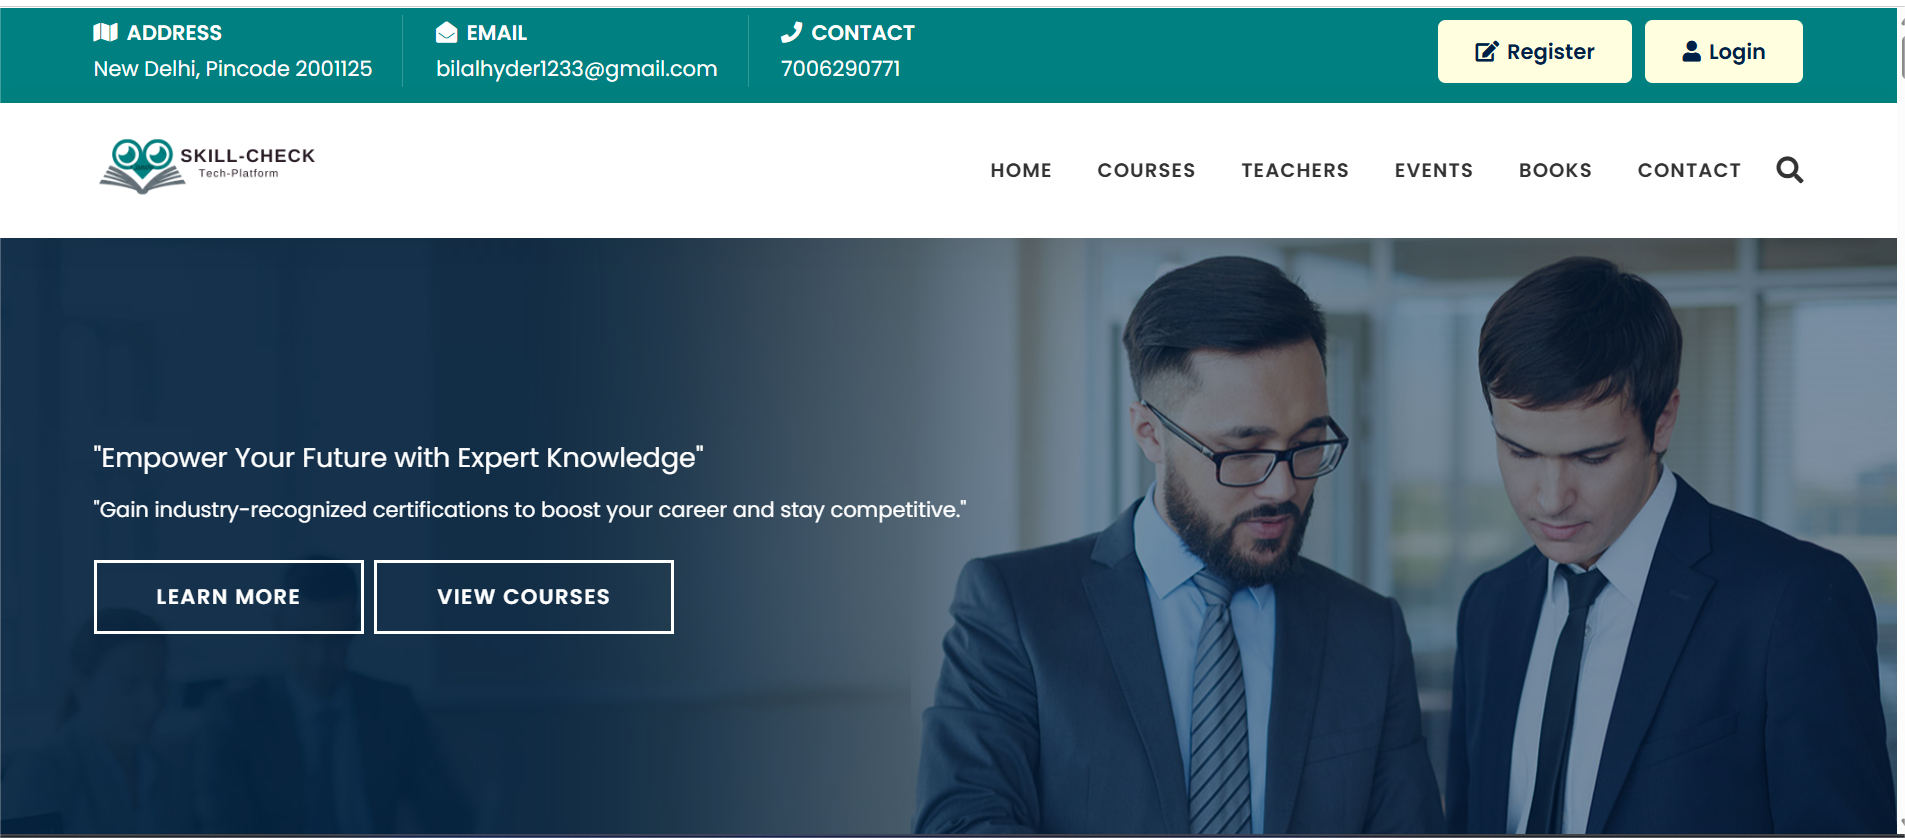 ADDRESS
New Delhi, Pincode 2001125
EMAIL
bilalhyder1233@gmail.com
CONTACT
7006290771
Register
Login
SKILL-CHECK
Tech-Platform
HOME COURSES TEACHERS EVENTS BOOKS CONTACT
"Empower Your Future with Expert Knowledge"
"Gain industry-recognized certifications to boost your career and stay competitive."
LEARN MORE
VIEW COURSES